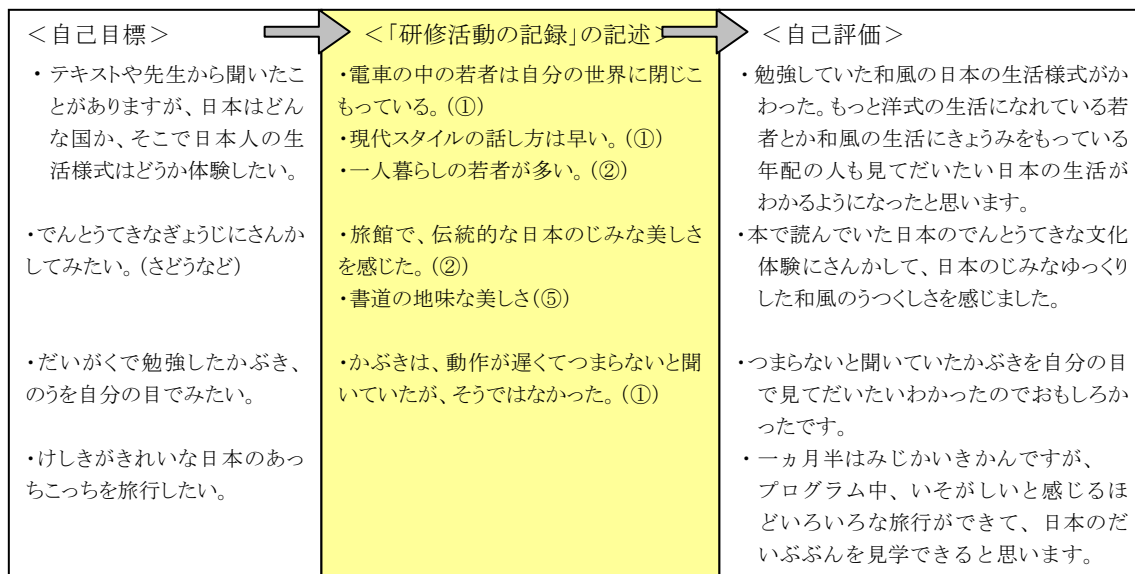 ＜自己目標＞
・テキストや先生から聞いたこ
とがありますが、日本はどん
な国か、そこで日本人の生
活様式はどうか体験したい。
・でんとうてきなぎょうじにさんか
してみたい。(さどうなど)
・だいがくで勉強したかぶき、
のうを自分の目でみたい。
・けしきがきれいな日本のあっ
ちこっちを旅行したい。
＜「研修活動の記録」の記述＞
・電車の中の若者は自分の世界に閉じこ
もっている。(①)
・現代スタイルの話し方は早い。(①)
・一人暮らしの若者が多い。(②)
・旅館で、伝統的な日本のじみな美しさ
を感じた。(②)
・書道の地味な美しさ(⑤)
・かぶきは、動作が遅くてつまらないと聞
いていたが、そうではなかった。(①)
＜自己評価＞
・勉強していた和風の日本の生活様式がか
わった。もっと洋式の生活になれている若
者とか和風の生活にきょうみをもっている
年配の人も見てだいたい日本の生活が
わかるようになったと思います。
・本で読んでいた日本のでんとうてきな文化
体験にさんかして、日本のじみなゆっくり
した和風のうつくしさを感じました。
・つまらないと聞いていたかぶきを自分の目
で見てだいたいわかったのでおもしろか
ったです。
・一ヵ月半はみじかいきかんですが、
プログラム中、いそがしいと感じるほ
どいろいろな旅行ができて、日本のだ
いぶぶんを見学できると思います。